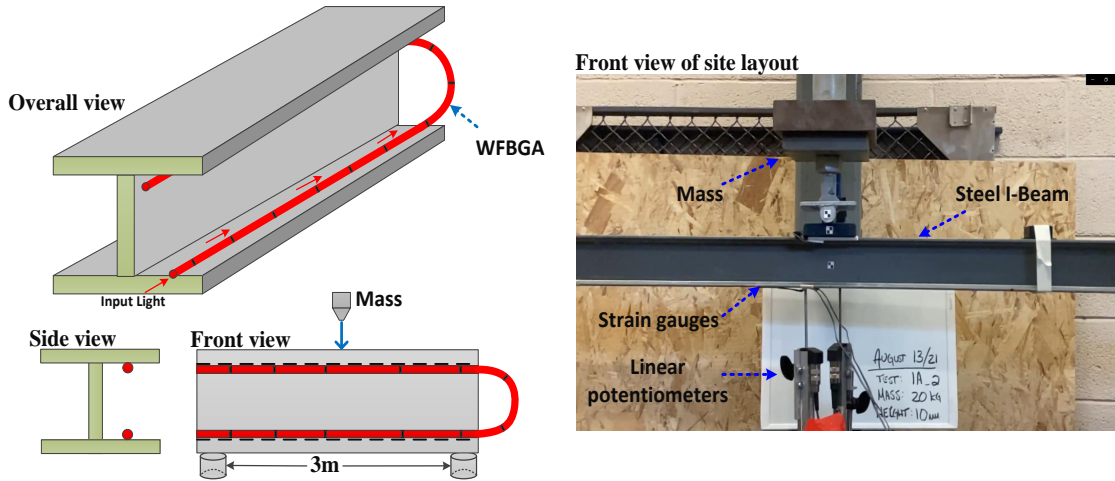 Overall view
WFBGA
Input Light
Side view
Front view
Mass
3m
Front view of site layout
Mass
Steel I-Beam
Strain gauges
Linear
potentiometers
AUGUST 13/21
TEST: 1A_2
MASS: 20 KG
HEIGHT: 10 mm